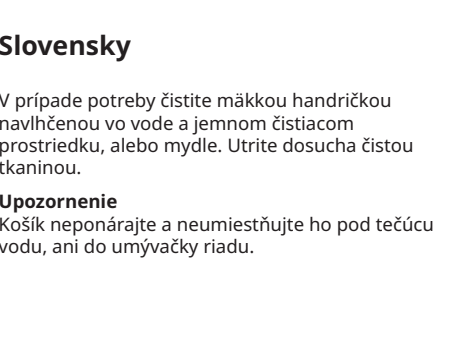 Slovensky
V prípade potreby čistite mäkkou handričkou
navlhčenou vo vode a jemnom čistiacom
prostriedku, alebo mydle. Utrite dosucha čistou
tkaninou.
Upozornenie
Košík neponárajte a neumiestňujte ho pod tečúcu
vodu, ani do umývačky riadu.